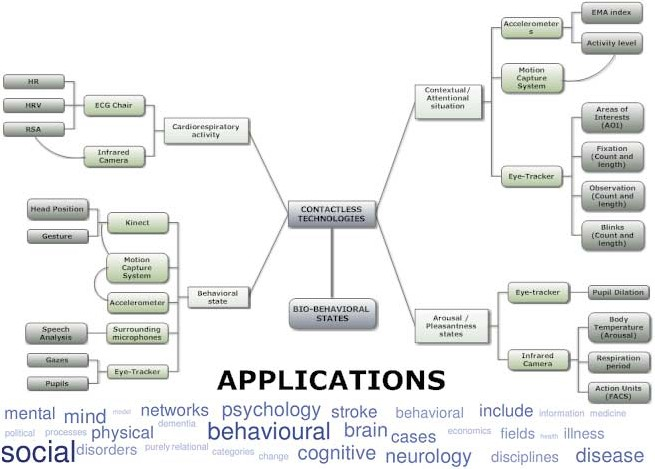 EMA index
Accelerometer
s
Activity level
Motion
Capture
System
Contextual/
Attentional
situation
HR
HRV
RSA
ECG Chair
Infrared
Camera
Cardiorespiratory
activity
Areas of
Interests
(AOI)
Fixation
(Count and
length)
Eye-Tracker
Observation
(Count and
length)
Blinks
(Count and
length)
CONTACTLESS
TECHNOLOGIES
BIO-BEHAVIORAL
STATES
Head Position
Gesture
Kinect
Motion
Capture
System
Accelerometer
Behavioral
state
Speech
Analysis
Surrounding
microphones
Gazes
Pupils
Eye-Tracker
Arousal /
Pleasantness
states
Eye-tracker
Pupil Dilation
Infrared
Camera
Body
Temperature
(Arousal)
Respiration
period
Action Units
(FACS)
APPLICATIONS
mental mind model networks psychology stroke behavioral include information medicine
political processes physical dementia behavioural brain cases economics fields heath illness
social disorders purely relational categories change cognitive neurology disciplines disease